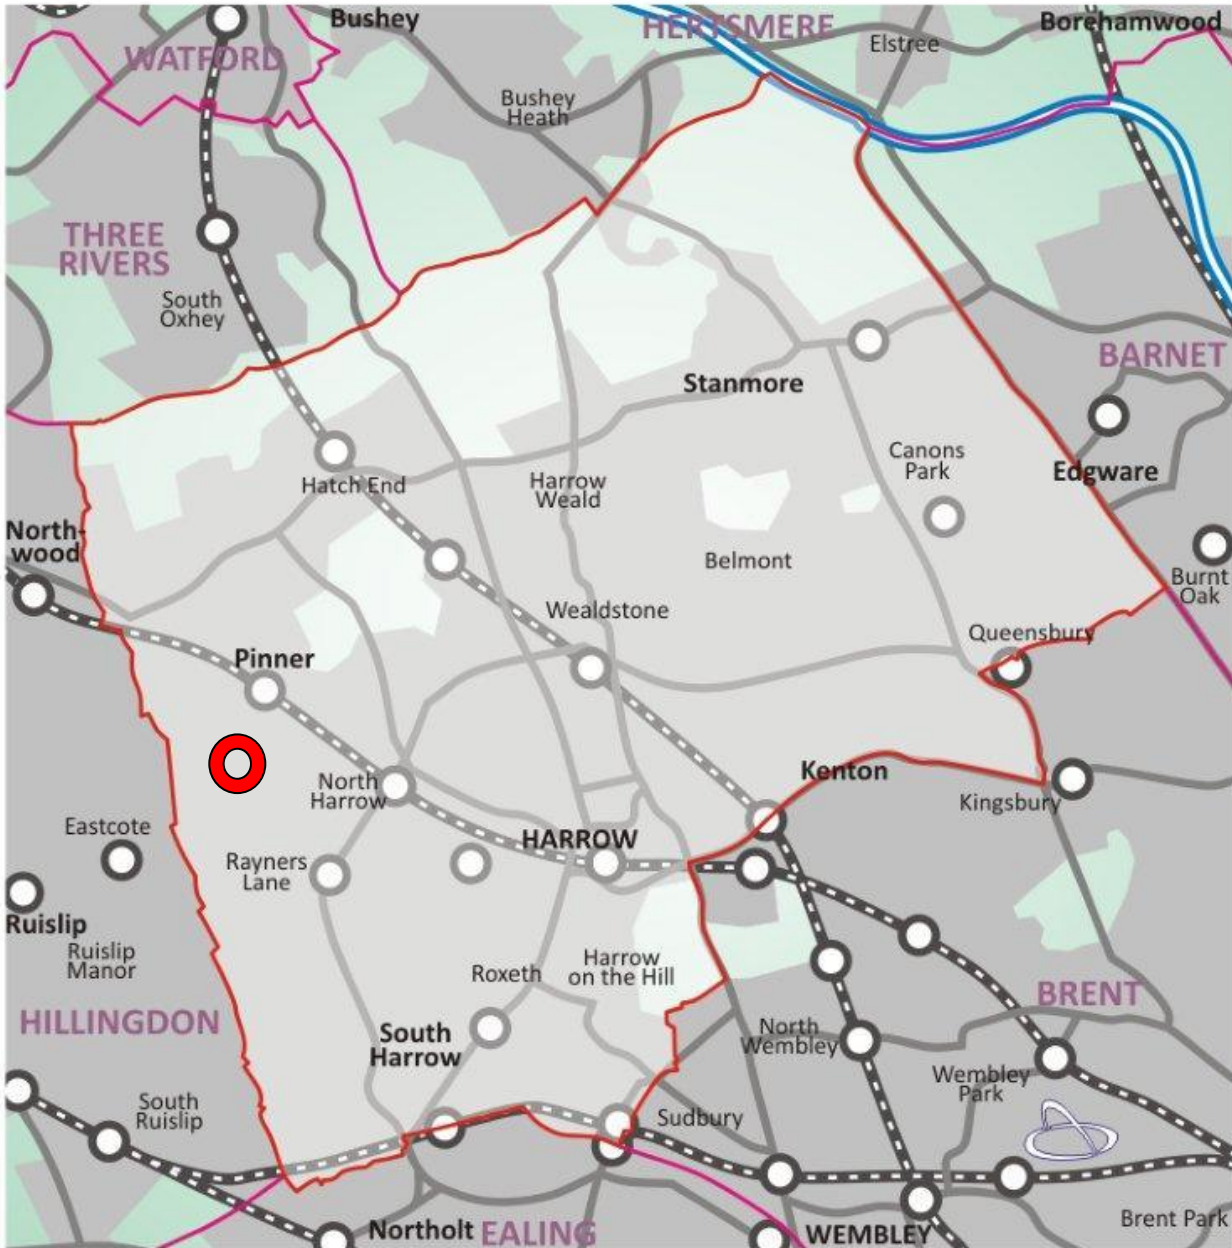 Bushey
HERTSMERE
Borehamwood
WATFORD
Elstree
Bushey
Heath
THREE
RIVERS
South
Oxhey
BARNET
Stanmore
Canons
Park
Edgware
Hatch End
Harrow
Weald
North-
wood
Belmont
Burnt
Oak
Wealdstone
Queensbury
Pinner
Kenton
North
Harrow
Kingsbury
Eastcote
HARROW
Rayners
Lane
Ruislip
Ruislip
Manor
Roxeth
Harrow
on the Hill
BRENT
HILLINGDON
South
Harrow
North
Wembley
Wembley
Park
South
Ruislip
Sudbury
Northolt
EALING
WEMBLEY
Brent Park